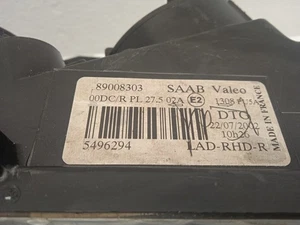 89008303 SAAB Valeo
00DC/R PL 27.5 02A E2
MADE IN FRANCE
DTC
22/07/2002
10h26
5496294 LAD-RHD-R